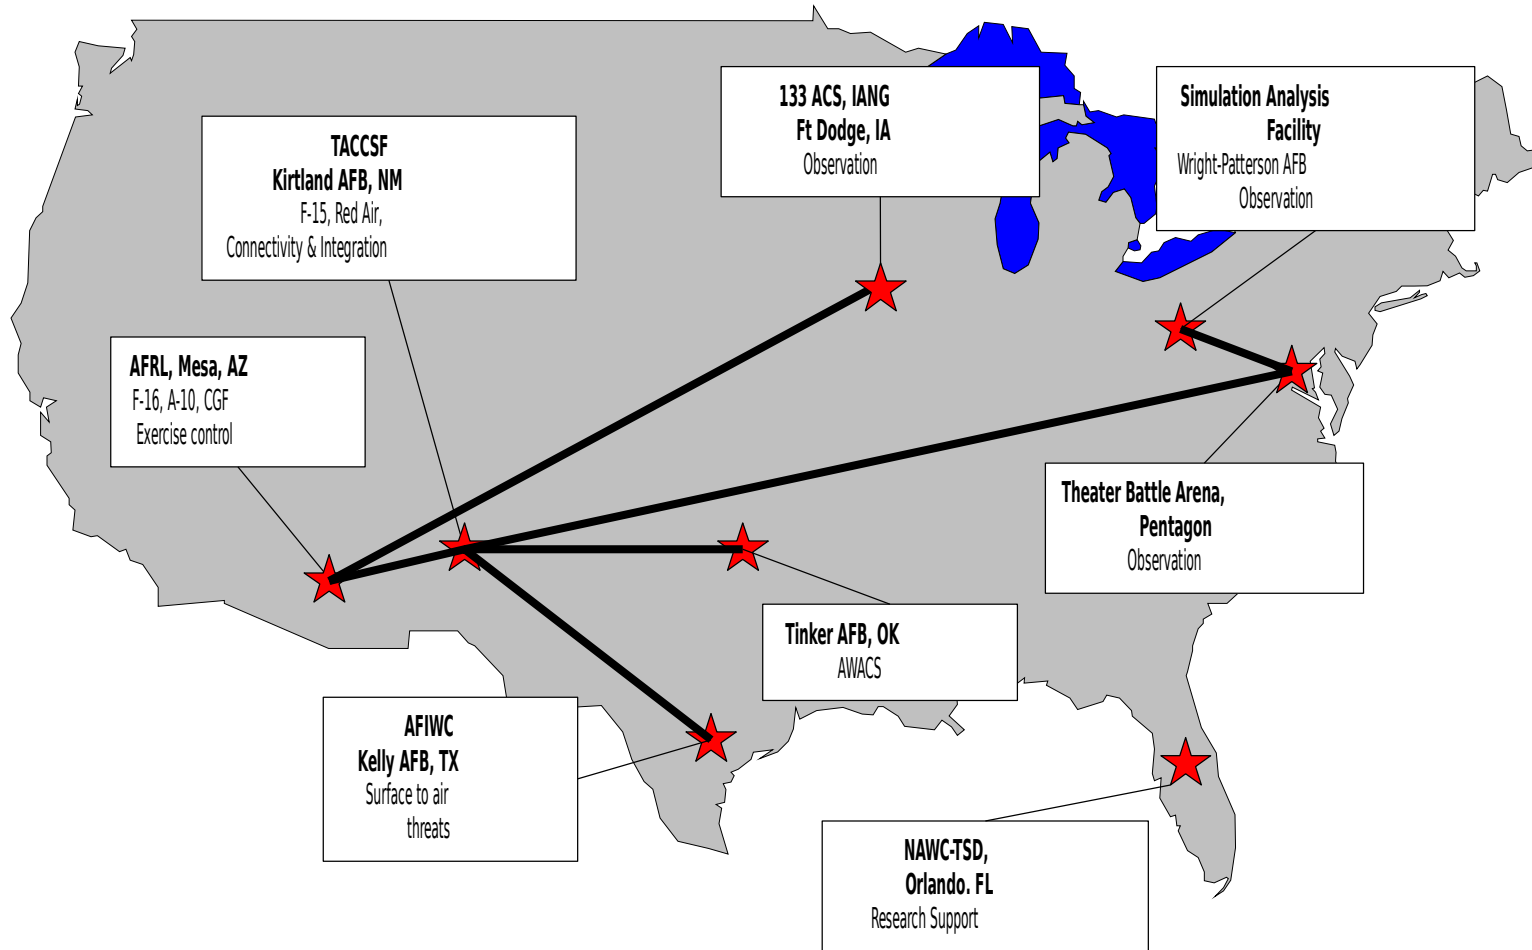 133 ACS, IANG
Ft Dodge, IA
Observation
Simulation Analysis
Facility
Wright-Patterson AFB
Observation
TACCSF
Kirtland AFB, NM
F-15, Red Air,
Connectivity & Integration
AFRL, Mesa, AZ
F-16, A-10, CGF
Exercise control
Theater Battle Arena,
Pentagon
Observation
Tinker AFB, OK
AWACS
AFIWC
Kelly AFB, TX
Surface to air
threats
NAWC-TSD,
Orlando. FL
Research Support